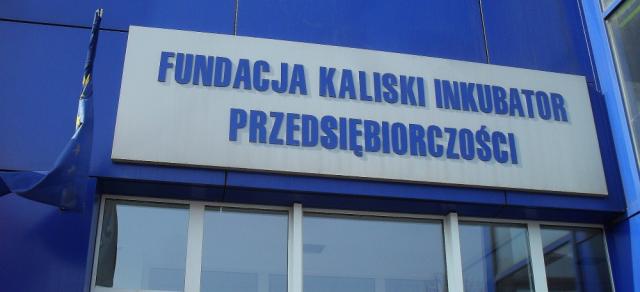 FUNDACJA KALISKI INKUBATOR
PRZEDSIĘBIORCZOŚCI